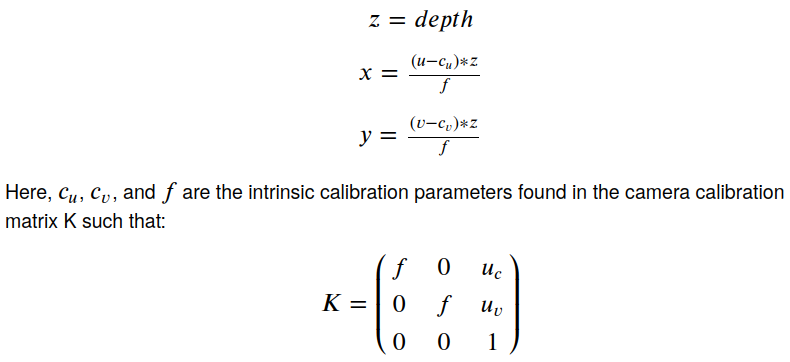 z = depth
x = \frac{(u-c_u)*z}{f}
y = \frac{(v-c_v)*z}{f}
Here, c_u, c_v, and f are the intrinsic calibration parameters found in the camera calibration
matrix K such that:
K = \begin{pmatrix} f & 0 & u_c \\ 0 & f & u_v \\ 0 & 0 & 1 \end{pmatrix}